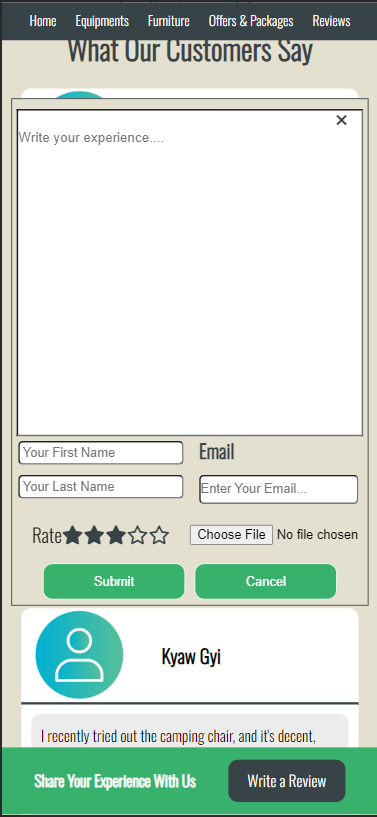 Home Equipments Furniture Offers & Packages Reviews
What Our Customers Say
×
Write your experience....
Your First Name
Email
Your Last Name
Enter Your Email...
Rate
Choose File No file chosen
Submit Cancel
Kyaw Gyi
I recently tried out the camping chair, and it's decent,
Share Your Experience With Us
Write a Review